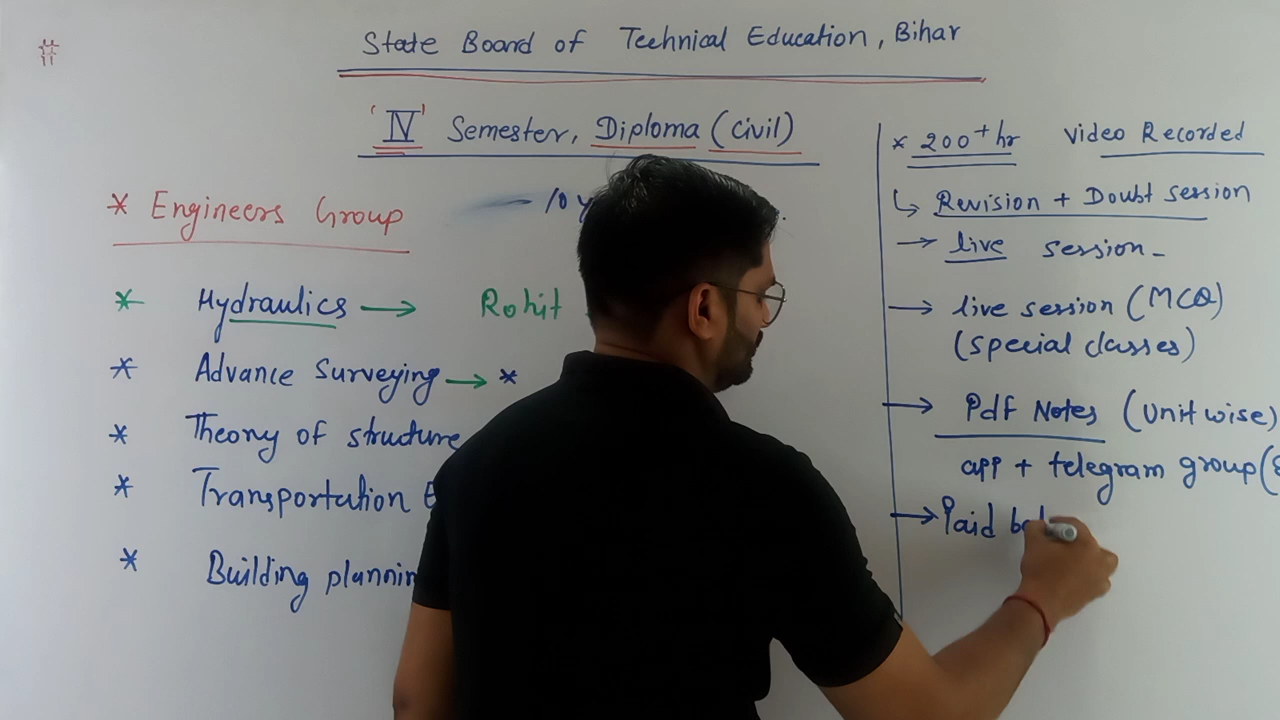 #
State Board of Technical Education, Bihar
'IV' Semester, Diploma (Civil)
* Engineers Group
10 y
* Hydraulics → Rohit
* Advance Surveying → *
* Theory of structure
* Transportation E
* Building plannin
* 200+ hr Video Recorded
↳ Revision + Doubt session
→ live session -
→ live session (MCQ)
(special classes)
→ Pdf Notes (Unit wise)
app + telegram group (
→ Paid